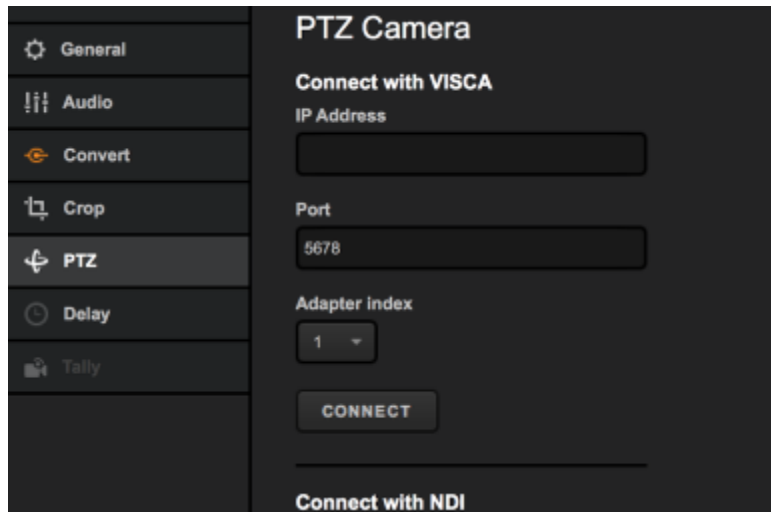 General
Audio
Convert
Crop
PTZ
Delay
Tally
PTZ Camera
Connect with VISCA
IP Address
Port
5678
Adapter index
1
CONNECT
Connect with NDI